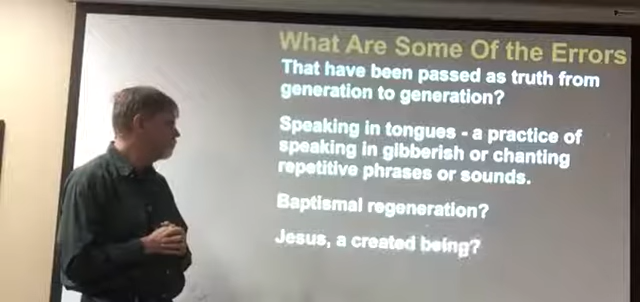 What Are Some Of the Errors
That have been passed as truth from
generation to generation?
Speaking in tongues - a practice of
speaking in gibberish or chanting
repetitive phrases or sounds.
Baptismal regeneration?
Jesus, a created being?